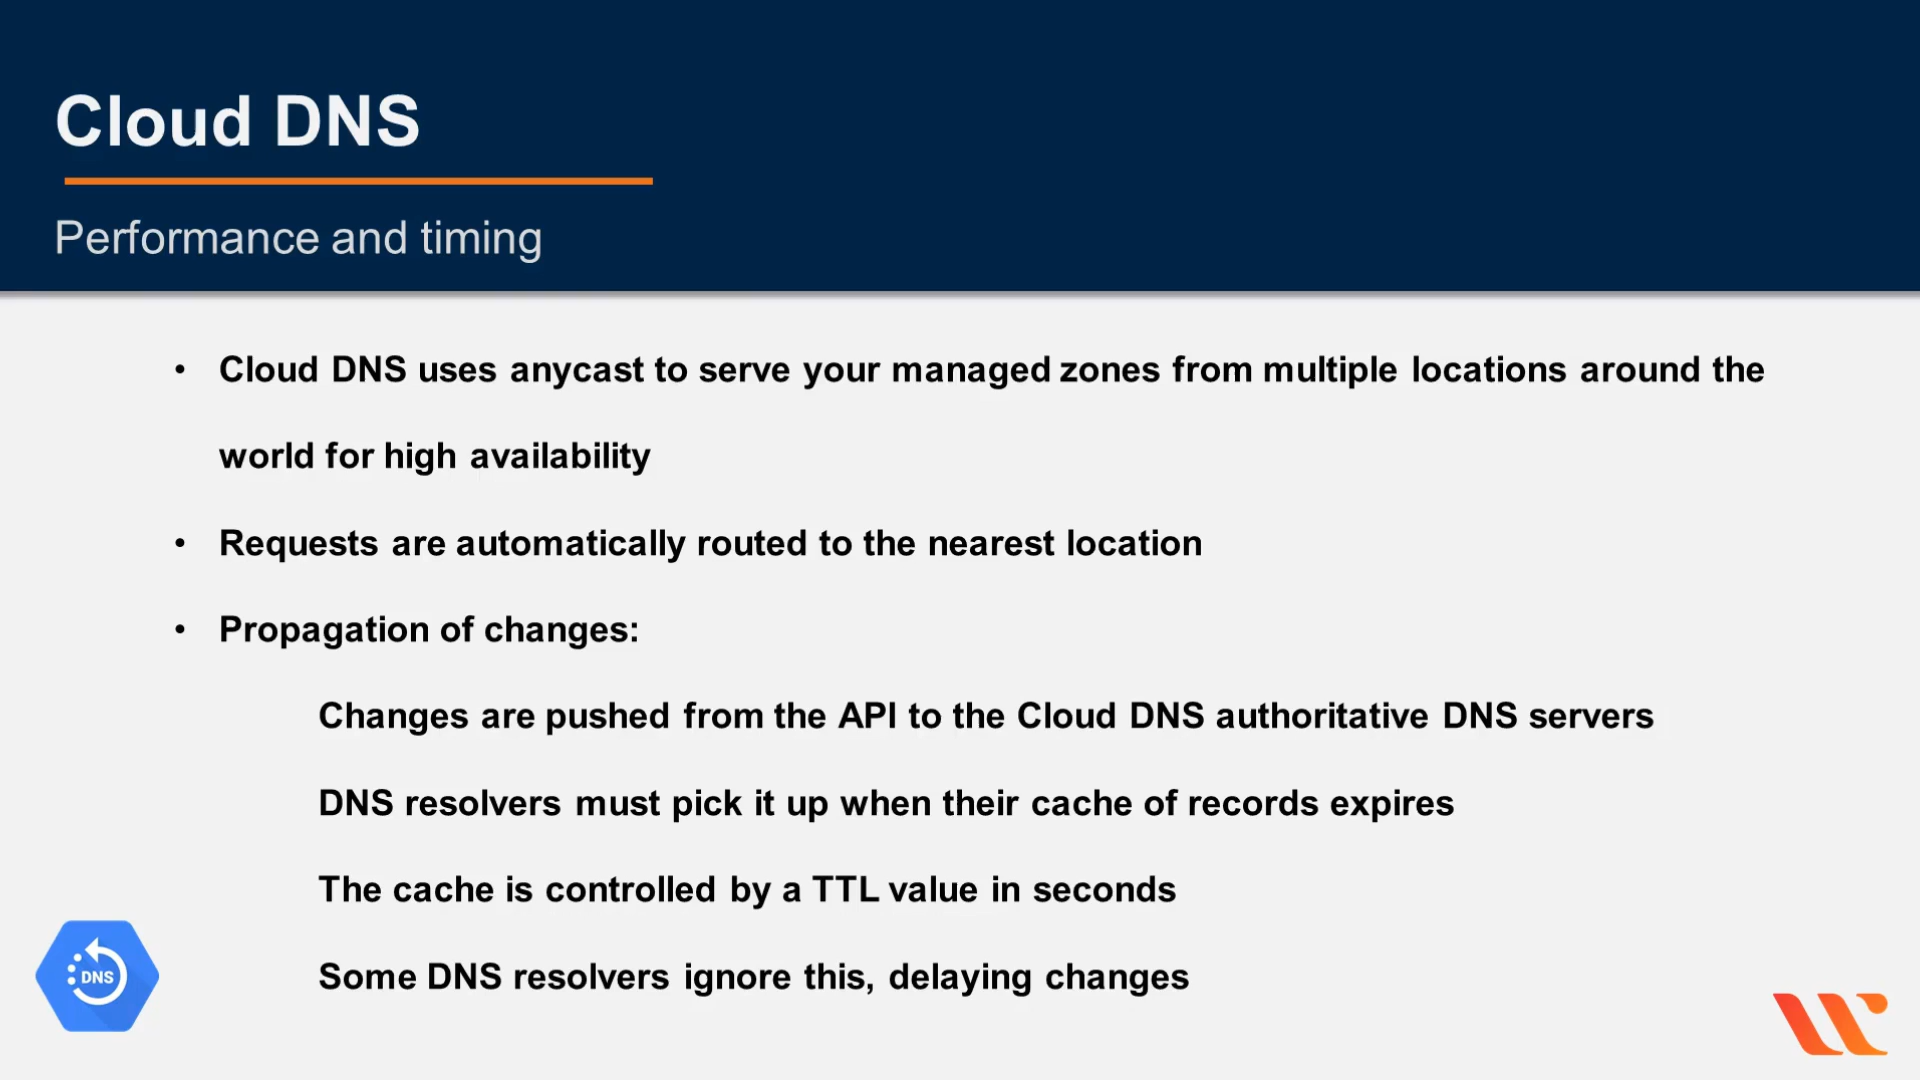 Cloud DNS
Performance and timing
• Cloud DNS uses anycast to serve your managed zones from multiple locations around the
world for high availability
• Requests are automatically routed to the nearest location
• Propagation of changes:
Changes are pushed from the API to the Cloud DNS authoritative DNS servers
DNS resolvers must pick it up when their cache of records expires
The cache is controlled by a TTL value in seconds
Some DNS resolvers ignore this, delaying changes
DNS